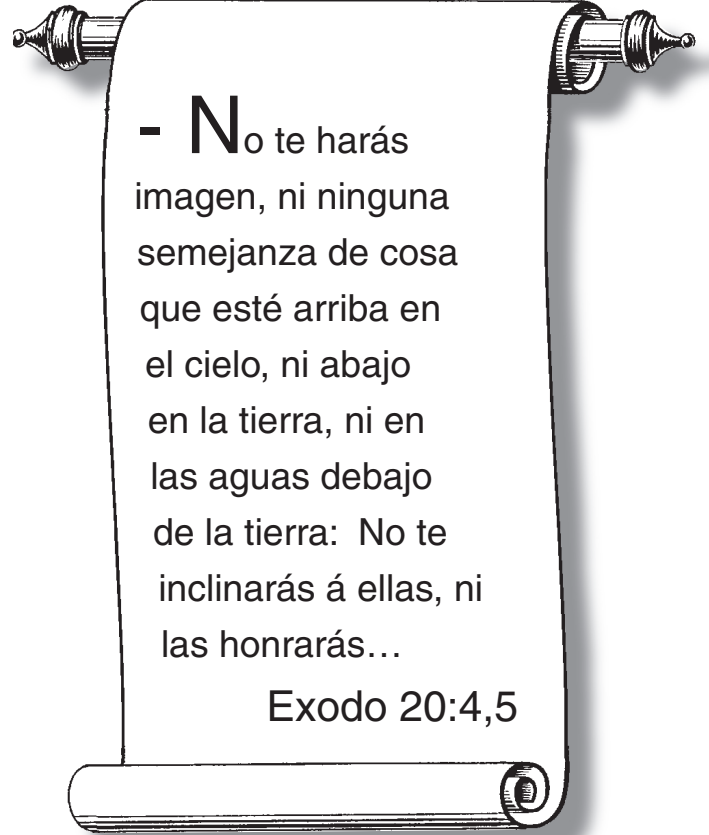 - No te harás
imagen, ni ninguna
semejanza de cosa
que esté arriba en
el cielo, ni abajo
en la tierra, ni en
las aguas debajo
de la tierra:  No te
inclinarás á ellas, ni
las honrarás…
Exodo 20:4,5